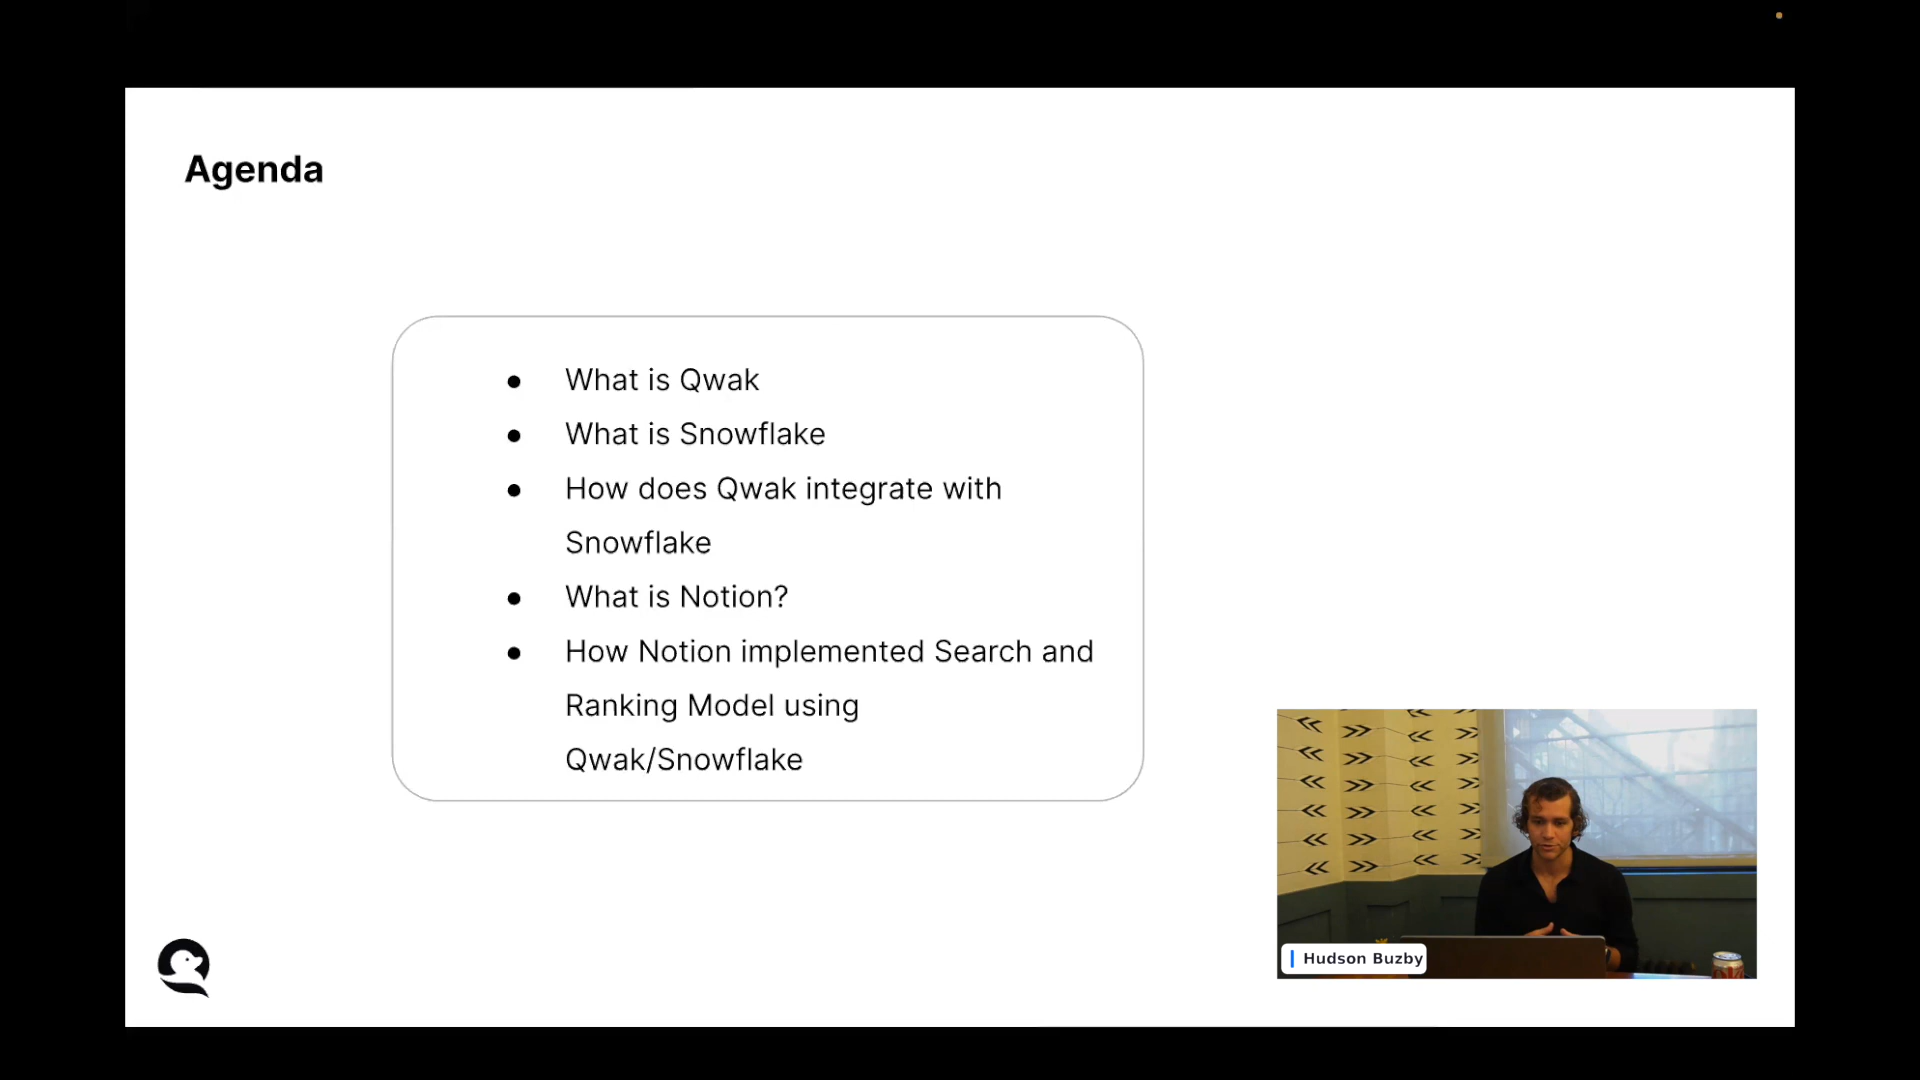 Agenda
● What is Qwak
● What is Snowflake
● How does Qwak integrate with
Snowflake
● What is Notion?
● How Notion implemented Search and
Ranking Model using
Qwak/Snowflake
Hudson Buzby